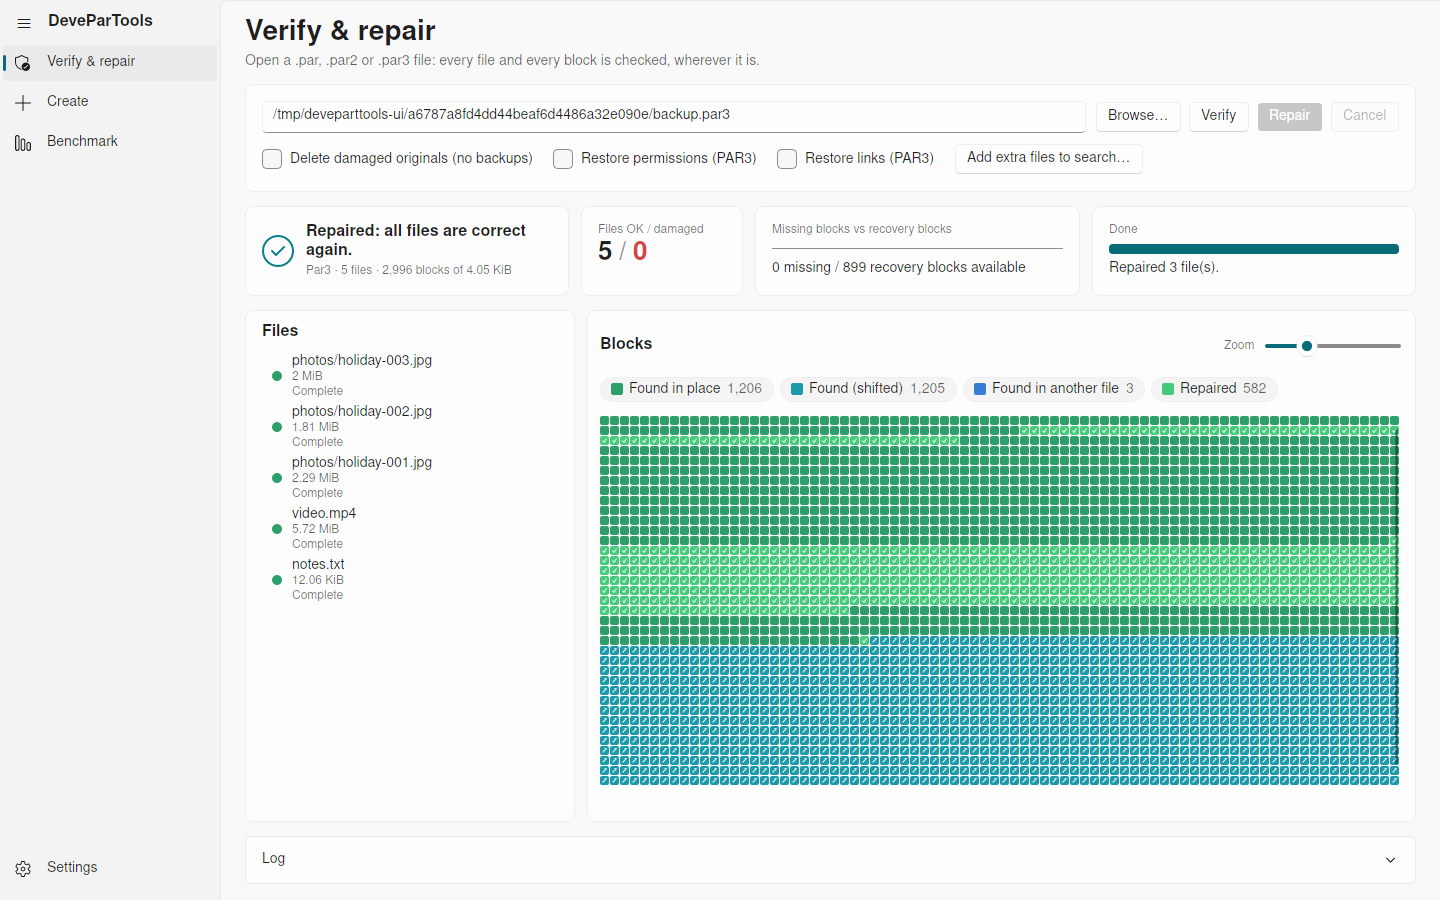 DeveParTools
Verify & repair
Create
Benchmark
Settings
Verify & repair
Open a .par, .par2 or .par3 file: every file and every block is checked, wherever it is.
/tmp/deveparttools-ui/a6787a8fd4dd44beaf6d4486a32e090e/backup.par3
Browse...
Verify
Repair
Cancel
Delete damaged originals (no backups)
Restore permissions (PAR3)
Restore links (PAR3)
Add extra files to search...
Repaired: all files are correct
again.
Par3 · 5 files · 2,996 blocks of 4.05 KiB
Files OK / damaged
5 / 0
Missing blocks vs recovery blocks
0 missing / 899 recovery blocks available
Done
Repaired 3 file(s).
Files
photos/holiday-003.jpg
2 MiB
Complete
photos/holiday-002.jpg
1.81 MiB
Complete
photos/holiday-001.jpg
2.29 MiB
Complete
video.mp4
5.72 MiB
Complete
notes.txt
12.06 KiB
Complete
Blocks
Zoom
Found in place 1,206
Found (shifted) 1,205
Found in another file 3
Repaired 582
Log